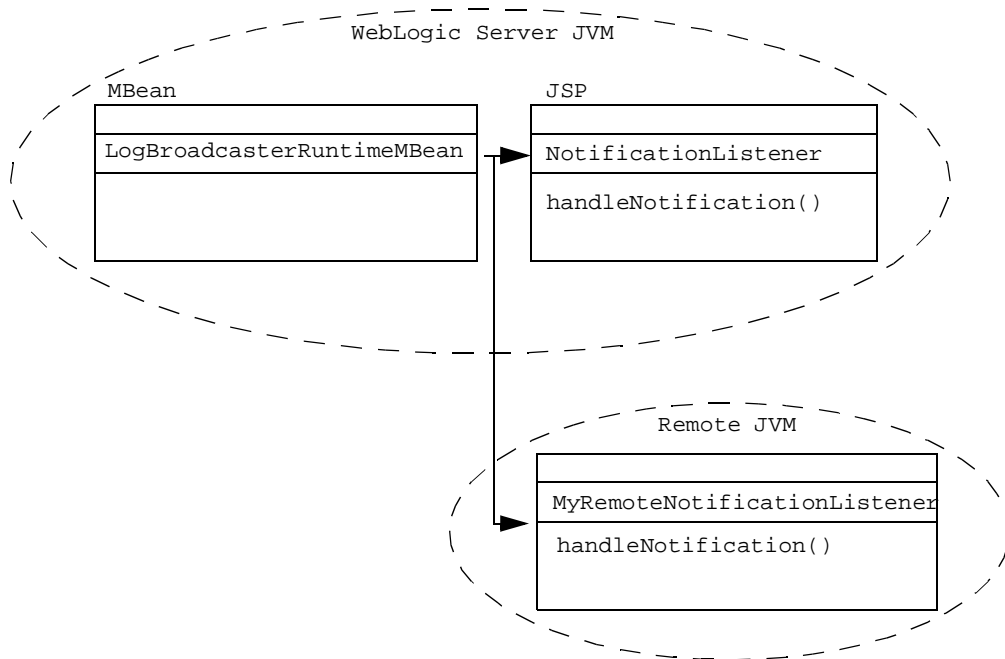 WebLogic Server JVM
MBean
JSP
LogBroadcasterRuntimeMBean
NotificationListener
handleNotification()
Remote JVM
MyRemoteNotificationListener
handleNotification()